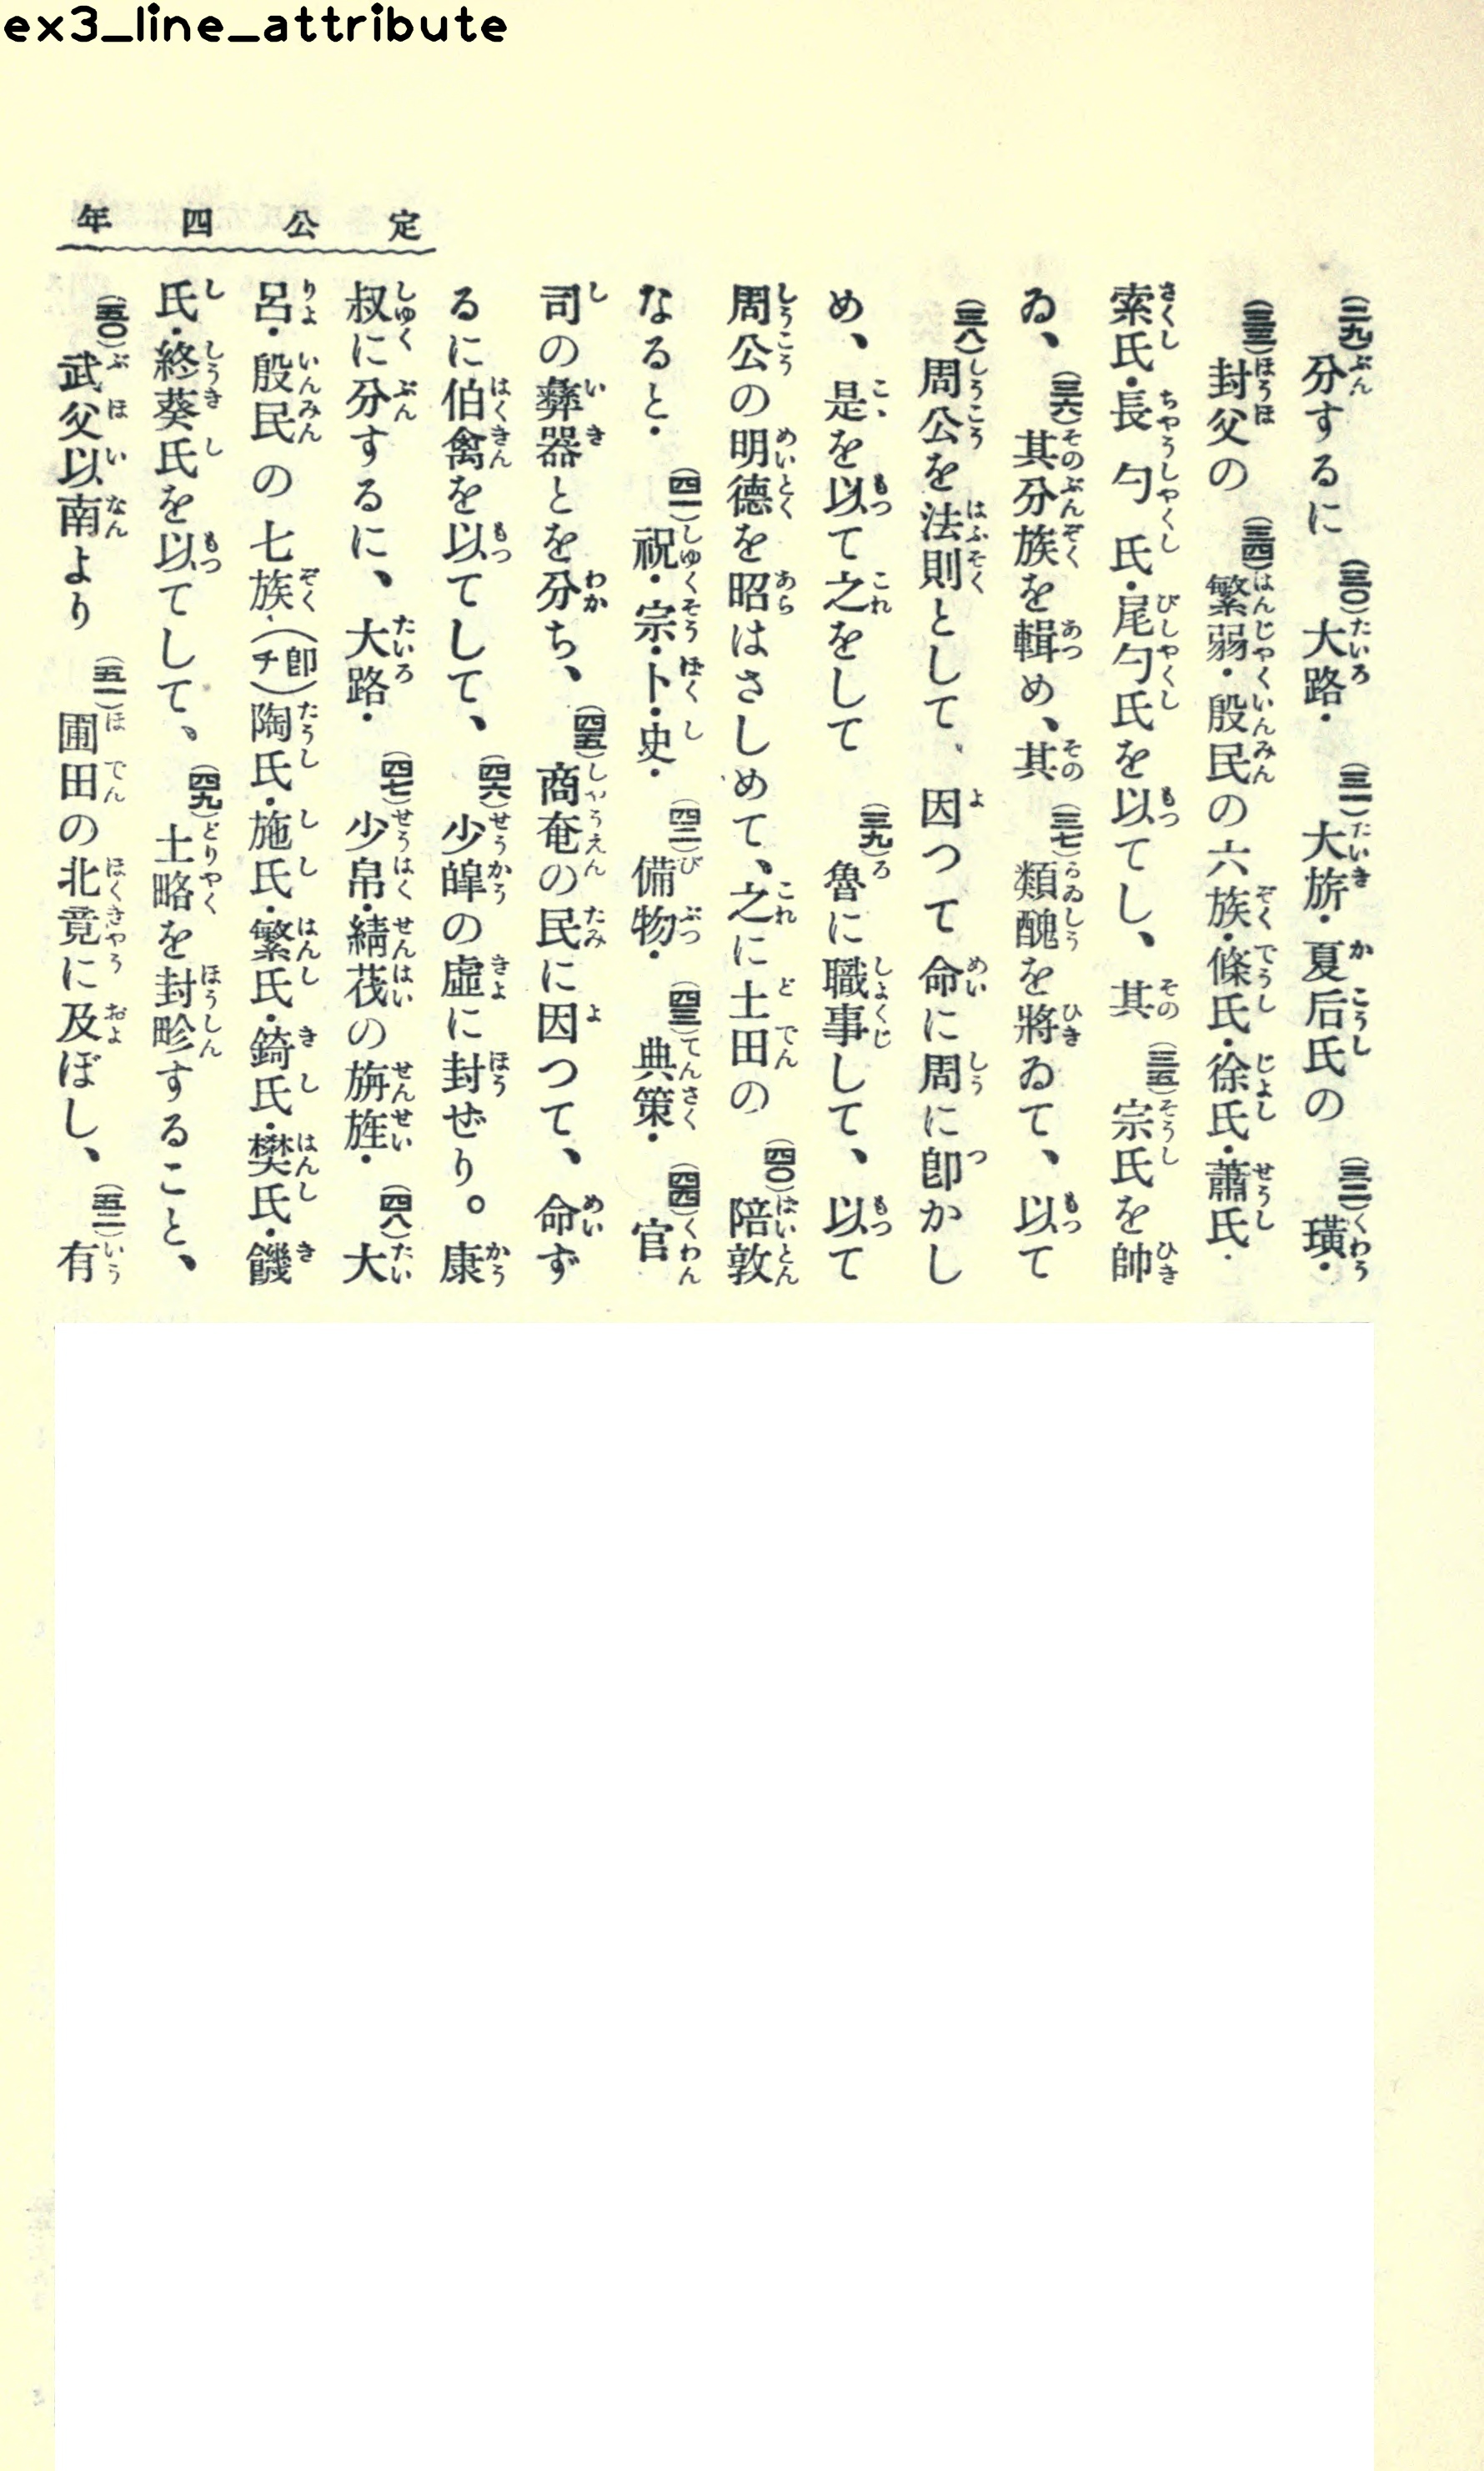 ex3_line_attribute
定公四年
(二九)分するに(三〇)大路・(三一)大旂・夏后氏の(三二)璜・
(三三)封父の(三四)繁弱・殷民の六族・條氏・徐氏・蕭氏・
索氏・長勺氏・尾勺氏を以てし、其(三五)宗氏を帥
ゐ、(三六)其分族を輯め、其(三七)類醜を將ゐて、以て
(三八)周公を法則として、因つて命に周に卽かし
め、是を以て之をして(三九)魯に職事して、以て
周公の明德を昭はさしめて、之に土田の(四〇)陪敦
なると・(四一)祝・宗・卜・史・(四二)備物・(四三)典策・(四四)官
司の彝器とを分ち、(四五)商奄の民に因つて、命ず
るに伯禽を以てして、(四六)少皥の虛に封ぜり。康
叔に分するに、大路・(四七)少帛・綪茷の旃旌・(四八)大
呂・殷民の七族、(卽チ)陶氏・施氏・繁氏・錡氏・樊氏・饑
氏・終葵氏を以てして、(四九)土略を封畛すること、
(五〇)武父以南より(五一)圃田の北竟に及ぼし、(五二)有